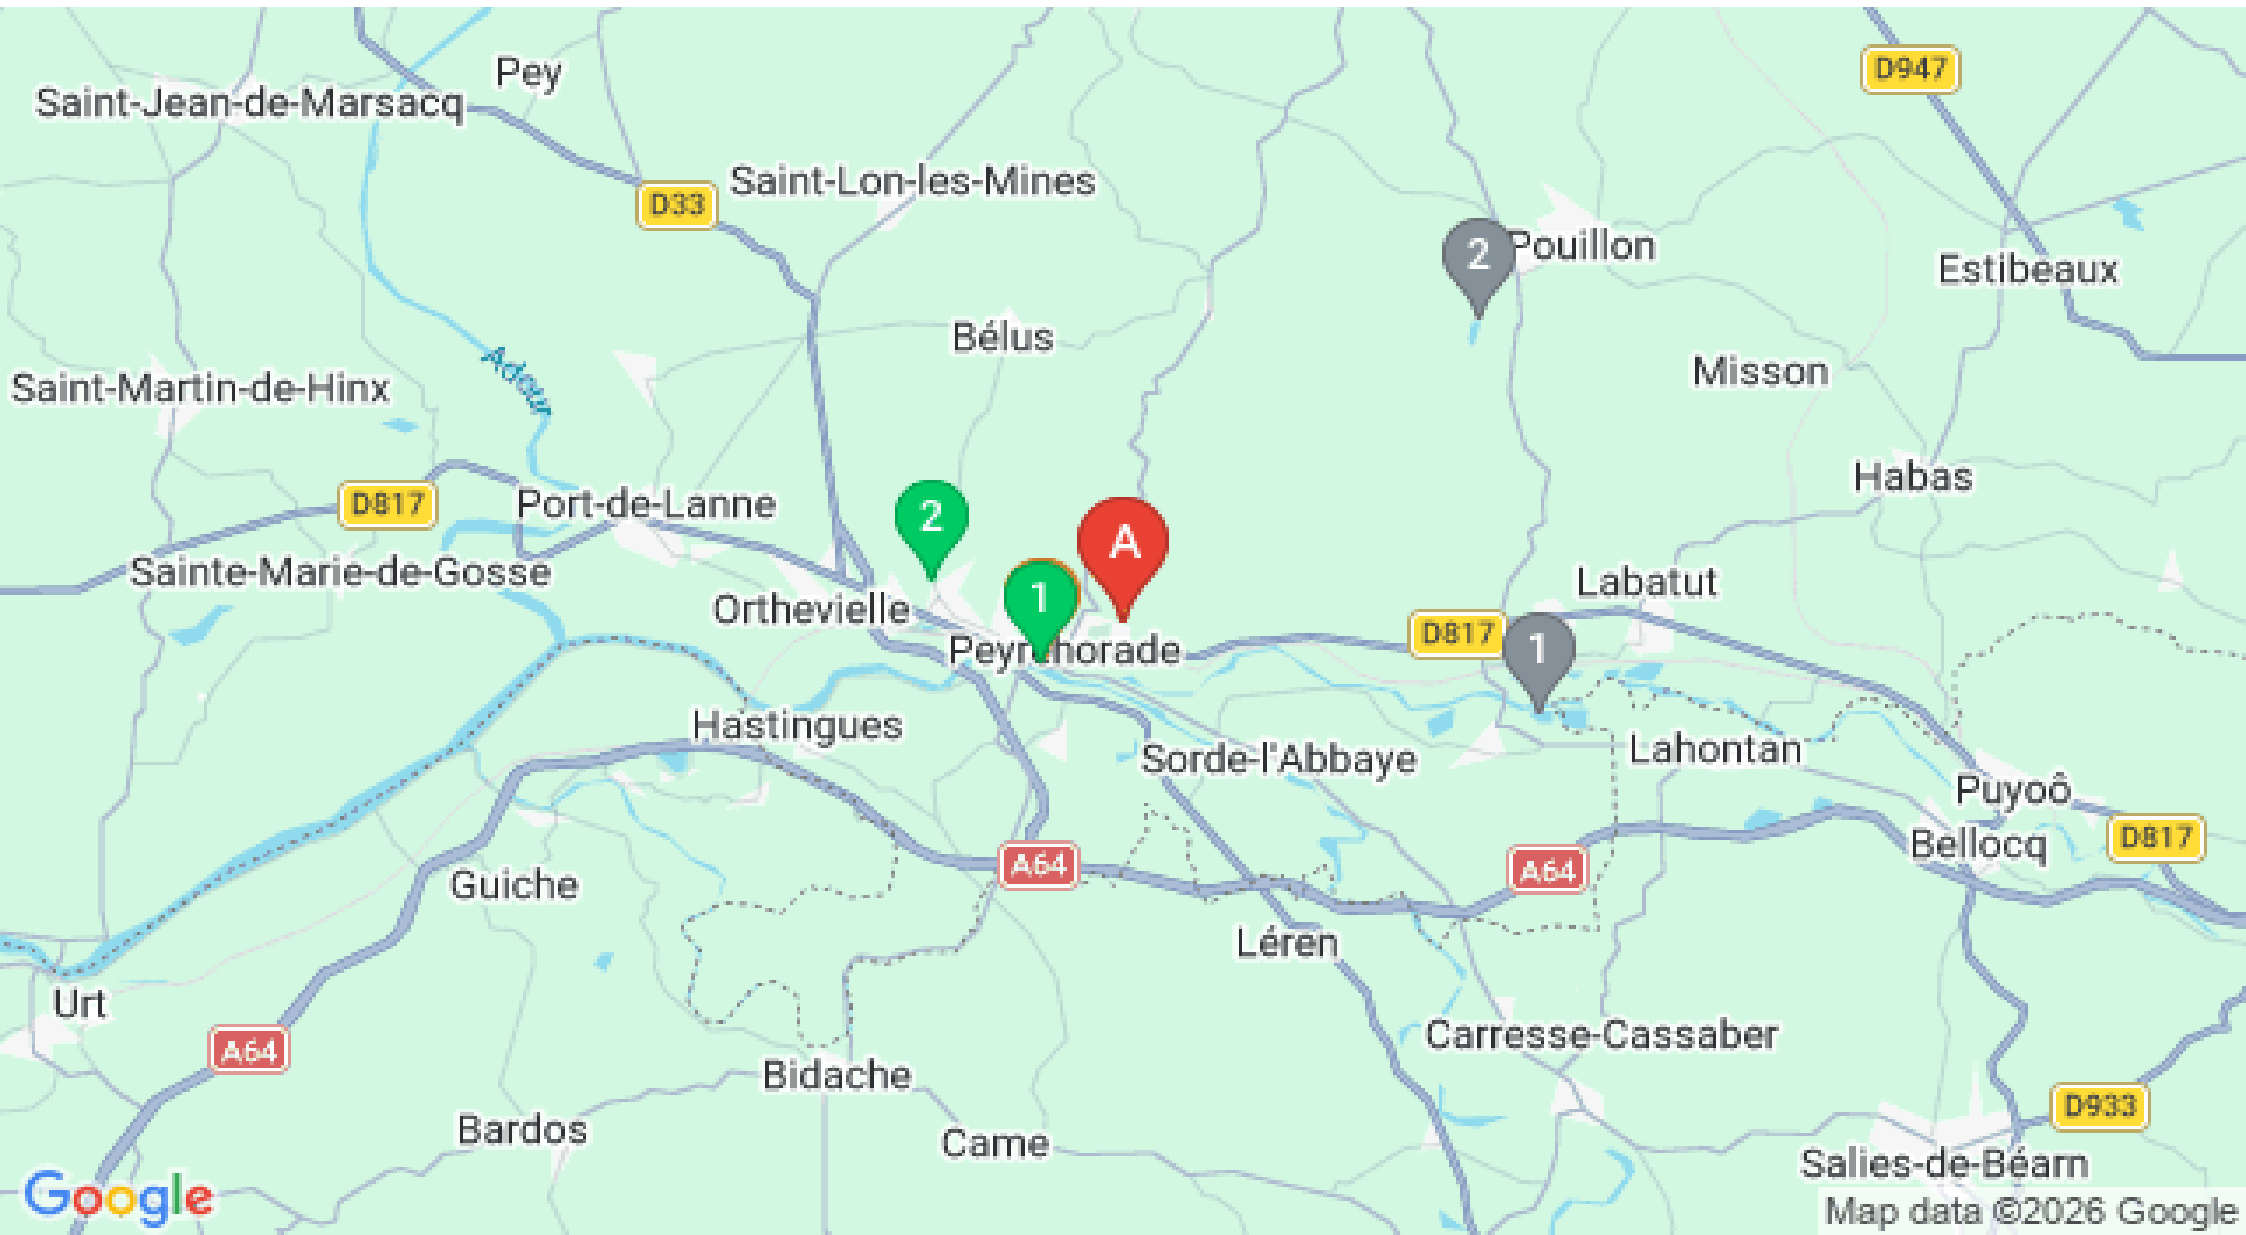 Pey
D947
Saint-Jean-de-Marsacq
Saint-Lon-les-Mines
D33
2
Pouillon
Estibeaux
Bélus
Adour
Misson
Saint-Martin-de-Hinx
Habas
D817
Port-de-Lanne
2
A
Sainte-Marie-de-Gosse
Labatut
Orthevielle
1
D817
1
Peyrehorade
Hastingues
Sorde-l'Abbaye
Lahontan
Puyoô
D817
Bellocq
A64
A64
Guiche
Léren
Urt
Carresse-Cassaber
A64
Bidache
D933
Bardos
Came
Salies-de-Béarn
Google
Map data ©2026 Google